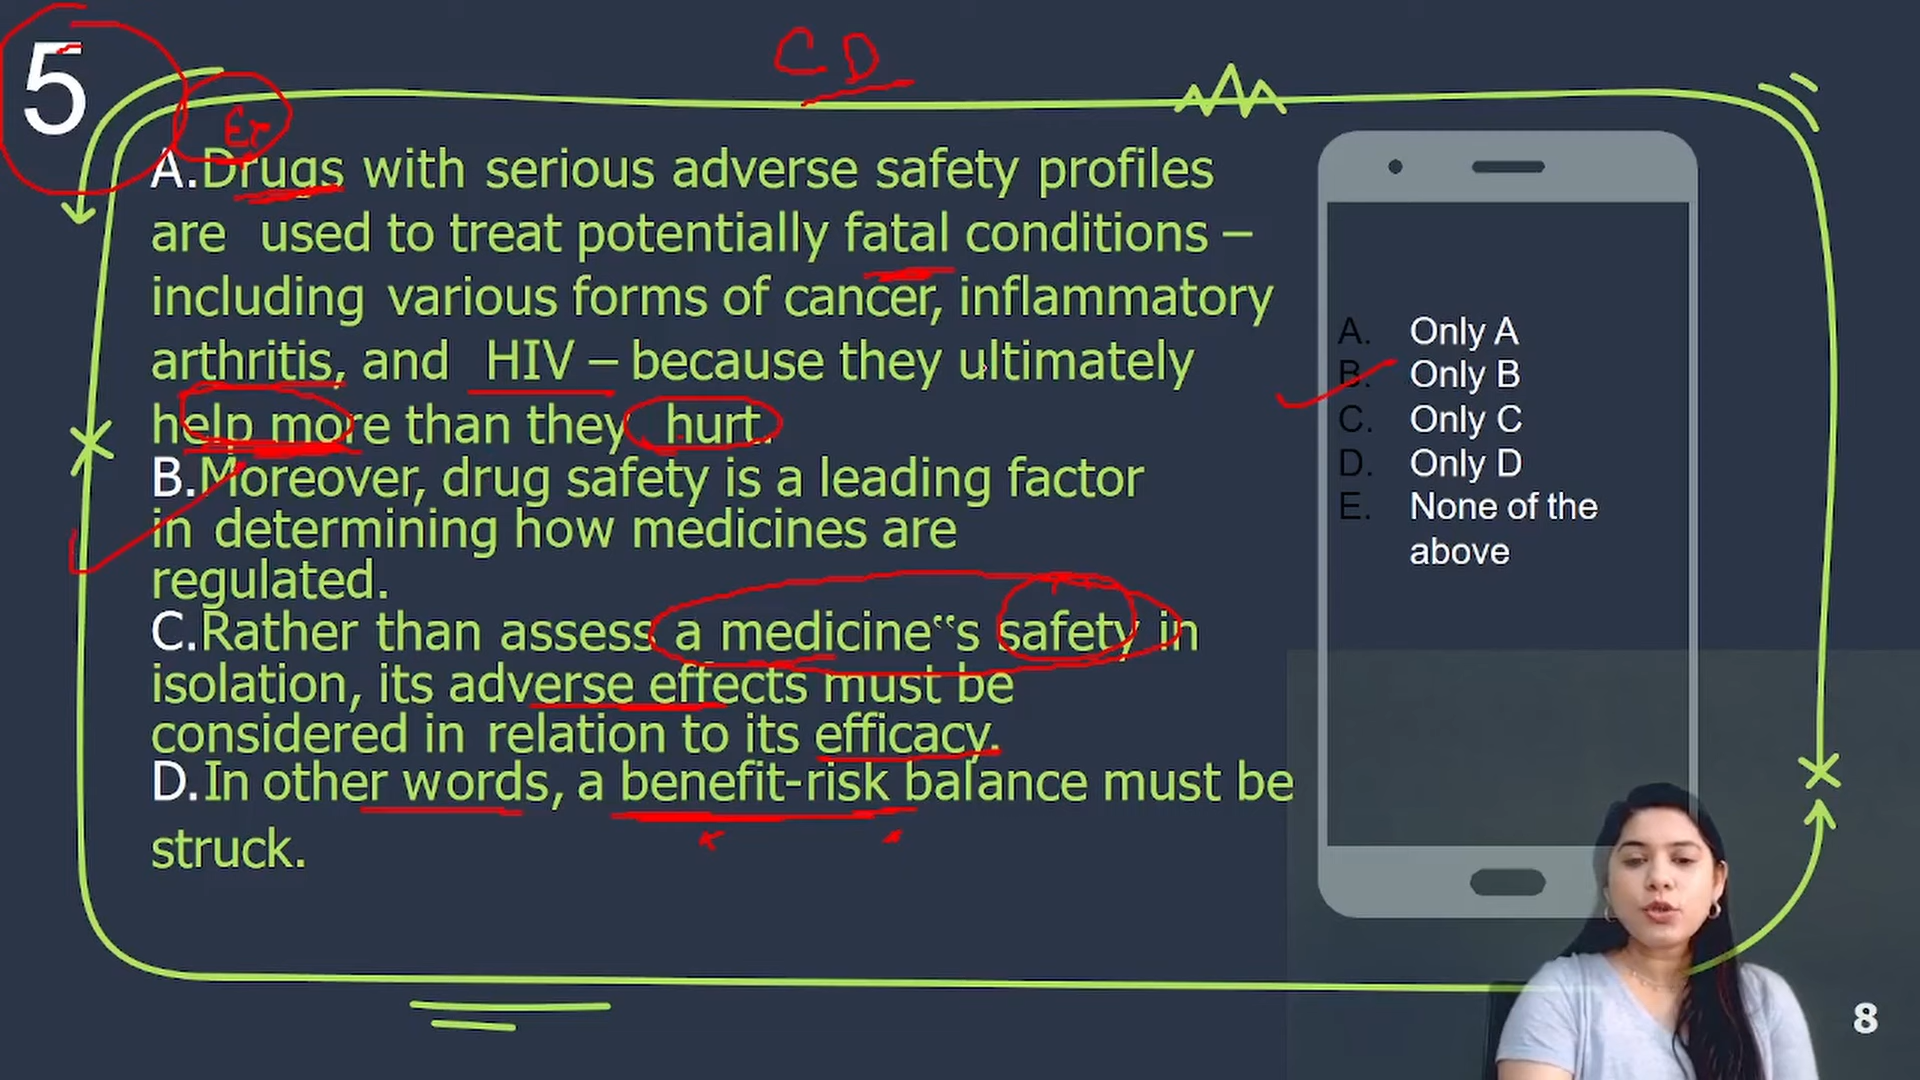 5
C D
Er
A.Drugs with serious adverse safety profiles
are used to treat potentially fatal conditions –
including various forms of cancer, inflammatory
arthritis, and HIV – because they ultimately
help more than they hurt.
B.Moreover, drug safety is a leading factor
in determining how medicines are
regulated.
C.Rather than assess a medicine‟s safety in
isolation, its adverse effects must be
considered in relation to its efficacy.
D.In other words, a benefit-risk balance must be
struck.
A. Only A
B. Only B
C. Only C
D. Only D
E. None of the
above
8